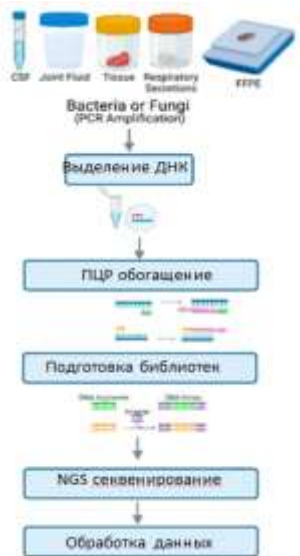 CSF Joint Fluid Tissue Respiratory Secretions FFPE
Bacteria or Fungi
(PCR Amplification)
Выделение ДНК
ПЦР обогащение
Подготовка библиотек
NGS секвенирование
Обработка данных